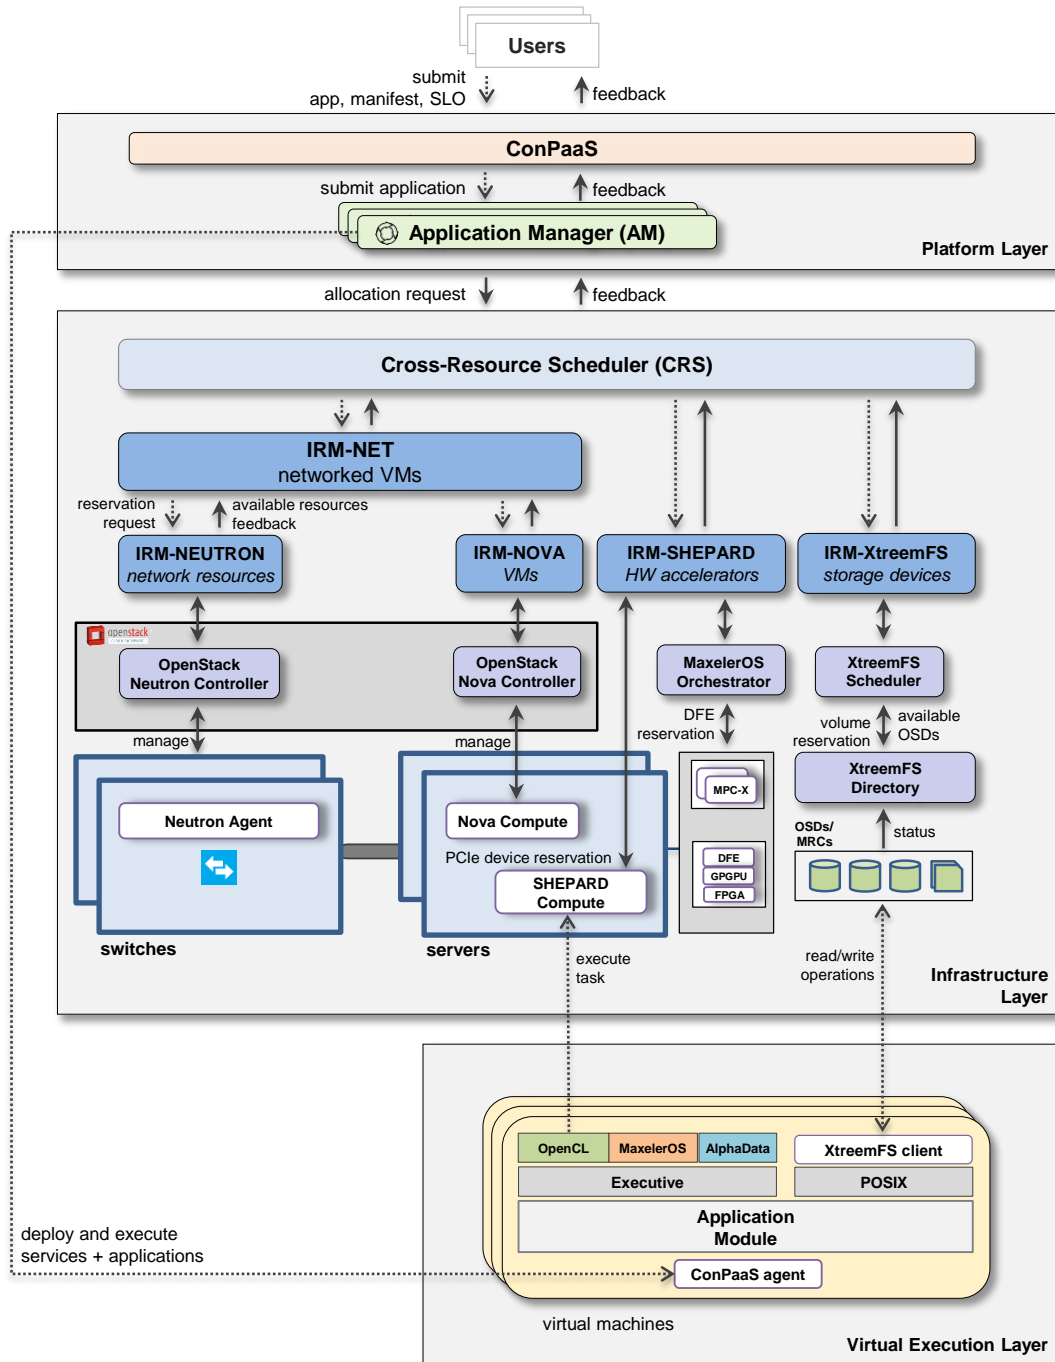 Users
submit
app, manifest, SLO
feedback
ConPaaS
submit application
feedback
Application Manager (AM)
Platform Layer
allocation request
feedback
Cross-Resource Scheduler (CRS)
IRM-NET
networked VMs
reservation
request
available resources
feedback
IRM-NEUTRON
network resources
IRM-NOVA
VMs
IRM-SHEPARD
HW accelerators
IRM-XtreemFS
storage devices
openstack
OpenStack
Neutron Controller
OpenStack
Nova Controller
MaxelerOS
Orchestrator
XtreemFS
Scheduler
manage
manage
DFE
reservation
volume
reservation
available
OSDs
MPC-X
XtreemFS
Directory
Neutron Agent
Nova Compute
OSDs/
MRCs
status
PCIe device reservation
DFE
GPGPU
FPGA
SHEPARD
Compute
switches
servers
execute
task
read/write
operations
Infrastructure
Layer
OpenCL
MaxelerOS
AlphaData
XtreemFS client
Executive
POSIX
Application
Module
deploy and execute
services + applications
ConPaaS agent
virtual machines
Virtual Execution Layer